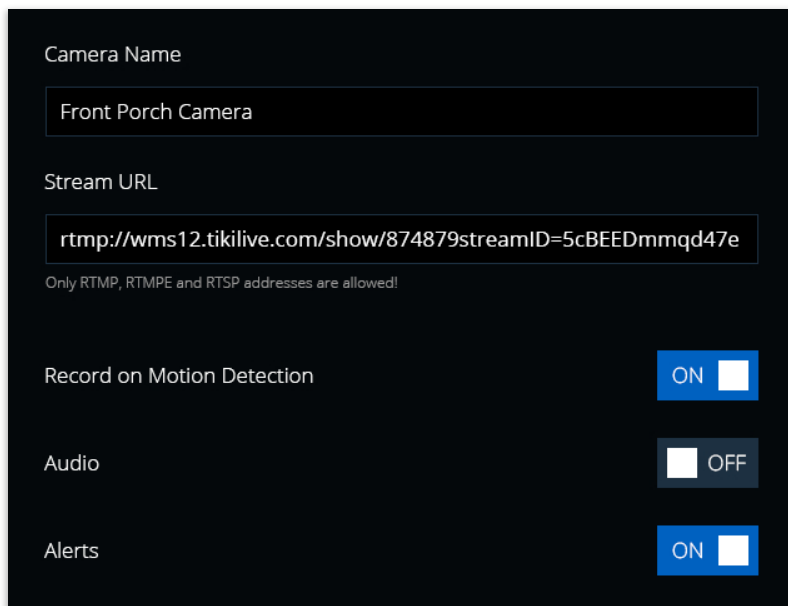 Camera Name
Front Porch Camera
Stream URL
rtmp://wms12.tikilive.com/show/874879streamID=5cBEEDmmqd47e
Only RTMP, RTMPE and RTSP addresses are allowed!
Record on Motion Detection
ON
Audio
OFF
Alerts
ON